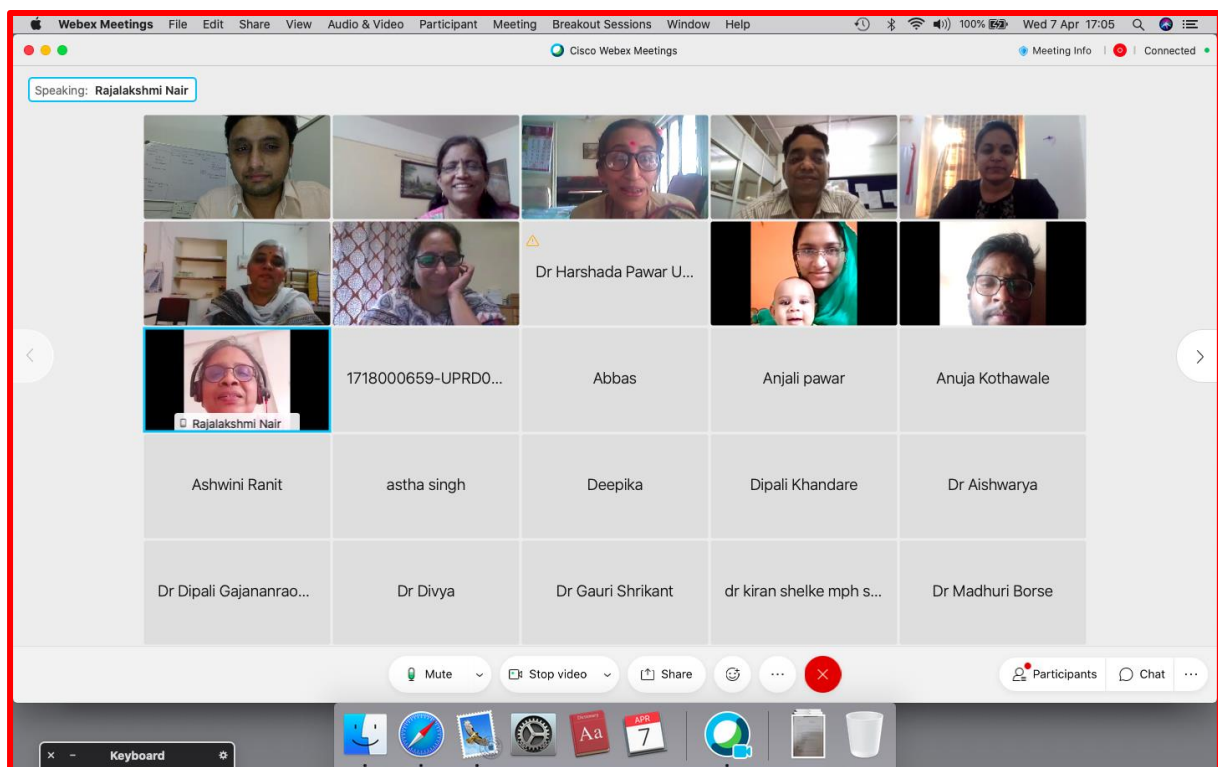 Webex Meetings File Edit Share View Audio & Video Participant Meeting Breakout Sessions Window Help 100% Wed 7 Apr 17:05
Cisco Webex Meetings Meeting Info Connected
Speaking: Rajalakshmi Nair
Dr Harshada Pawar U...
Rajalakshmi Nair
1718000659-UPRD0...
Abbas
Anjali pawar
Anuja Kothawale
Ashwini Ranit
astha singh
Deepika
Dipali Khandare
Dr Aishwarya
Dr Dipali Gajananrao...
Dr Divya
Dr Gauri Shrikant
dr kiran shelke mph s...
Dr Madhuri Borse
Mute Stop video Share Participants Chat
Dictionary
Aa
APR
7
Keyboard